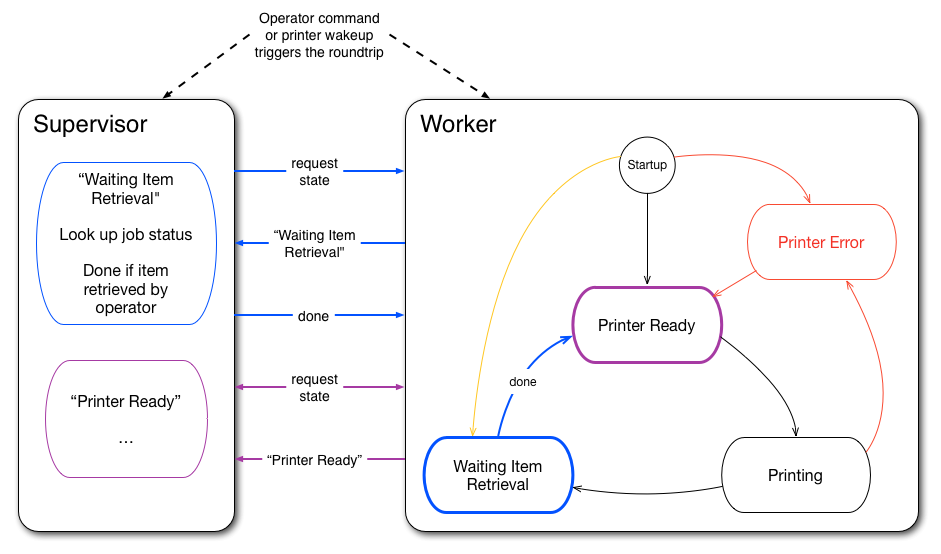 Operator command
or printer wakeup
triggers the roundtrip
Supervisor
“Waiting Item
Retrieval"
Look up job status
Done if item
retrieved by
operator
“Printer Ready”
...
request
state
“Waiting Item
Retrieval"
done
request
state
“Printer Ready”
Worker
Startup
Printer Error
Printer Ready
done
Waiting Item
Retrieval
Printing